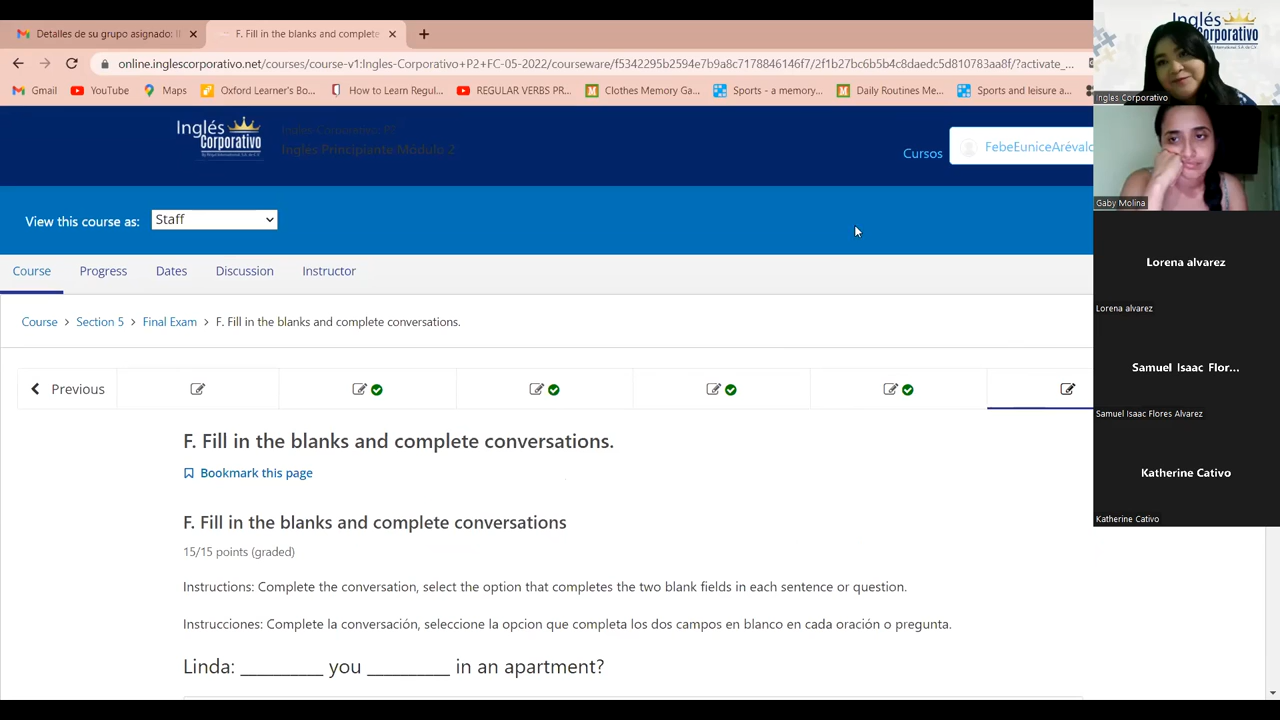 Detalles de su grupo asignado: I
F. Fill in the blanks and complete
online.inglescorporativo.net/courses/course-v1:Ingles-Corporativo+P2+FC-05-2022/courseware/f5342295b2594e7b9a8c7178846146f7/2f1b27bc6b5b4c8daedc5d810783aa8f/?activate_...
Gmail
YouTube
Maps
Oxford Learner's Bo...
How to Learn Regul...
REGULAR VERBS PR...
Clothes Memory Ga...
Sports - a memory...
Daily Routines Me...
Sports and leisure a...
Inglés
Corporativo
Ingles Corporativo P2
Ingles Principiante Módulo 2
Cursos
FebeEuniceArévalo
View this course as:
Staff
Course
Progress
Dates
Discussion
Instructor
Course > Section 5 > Final Exam > F. Fill in the blanks and complete conversations.
Previous
F. Fill in the blanks and complete conversations.
Bookmark this page
F. Fill in the blanks and complete conversations
15/15 points (graded)
Instructions: Complete the conversation, select the option that completes the two blank fields in each sentence or question.
Instrucciones: Complete la conversación, seleccione la opcion que completa los dos campos en blanco en cada oración o pregunta.
Linda: _________ you _________ in an apartment?
Inglés
Corporativo
Ingles Corporativo
Gaby Molina
Lorena alvarez
Lorena alvarez
Samuel Isaac Flor...
Samuel Isaac Flores Alvarez
Katherine Cativo
Katherine Cativo